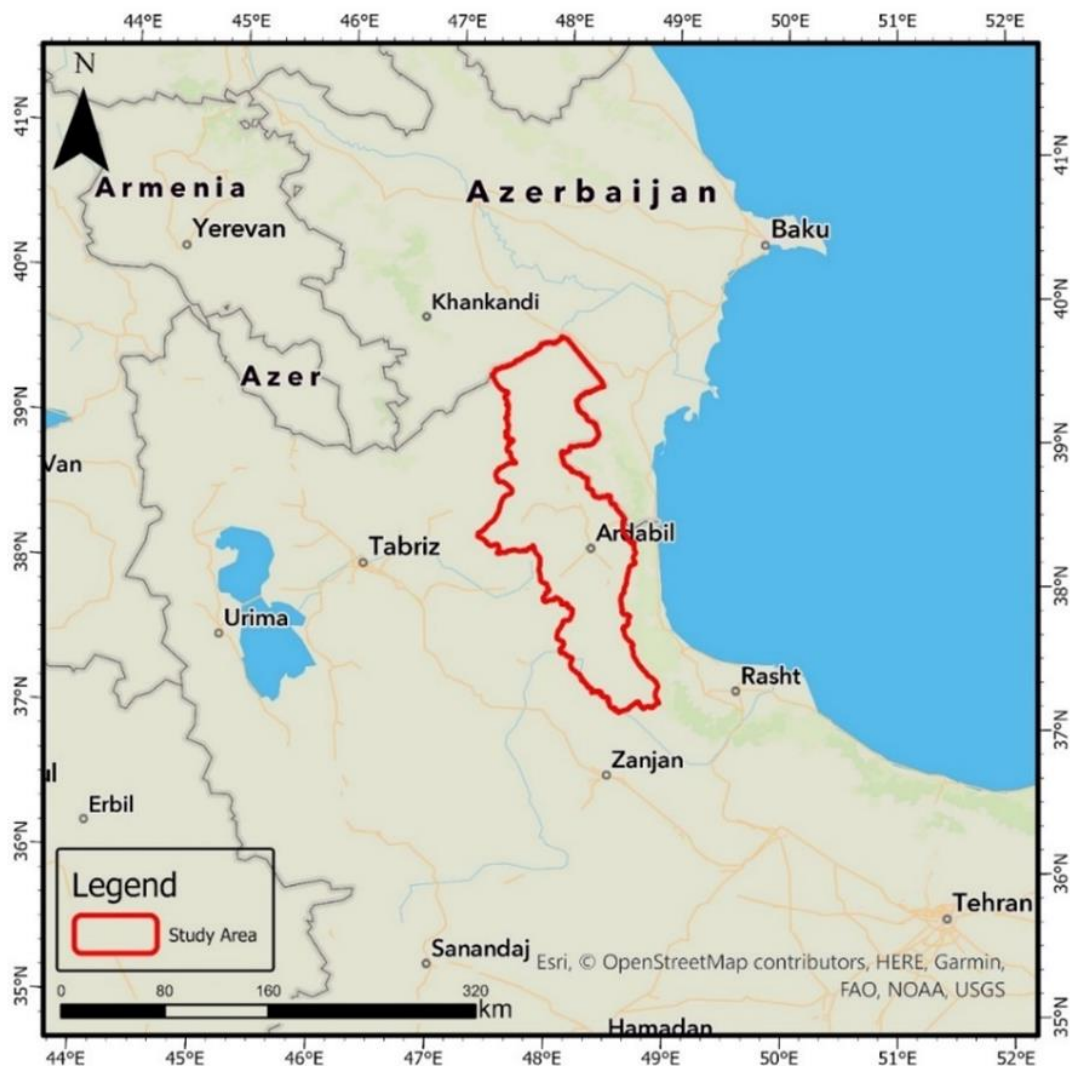 44°E 45°E 46°E 47°E 48°E 49°E 50°E 51°E 52°E
N
41°N
41°N
Armenia
Azerbaijan
Yerevan
Baku
40°N
40°N
Khankandi
Azer
39°N
39°N
Van
Ardabil
Tabriz
38°N
38°N
Urima
Rasht
37°N
37°N
Zanjan
ul
Erbil
36°N
36°N
Legend
Study Area
Tehran
Sanandaj
Esri, © OpenStreetMap contributors, HERE, Garmin,
FAO, NOAA, USGS
35°N
35°N
0 80 160 320
km
Hamadan
44°E 45°E 46°E 47°E 48°E 49°E 50°E 51°E 52°E